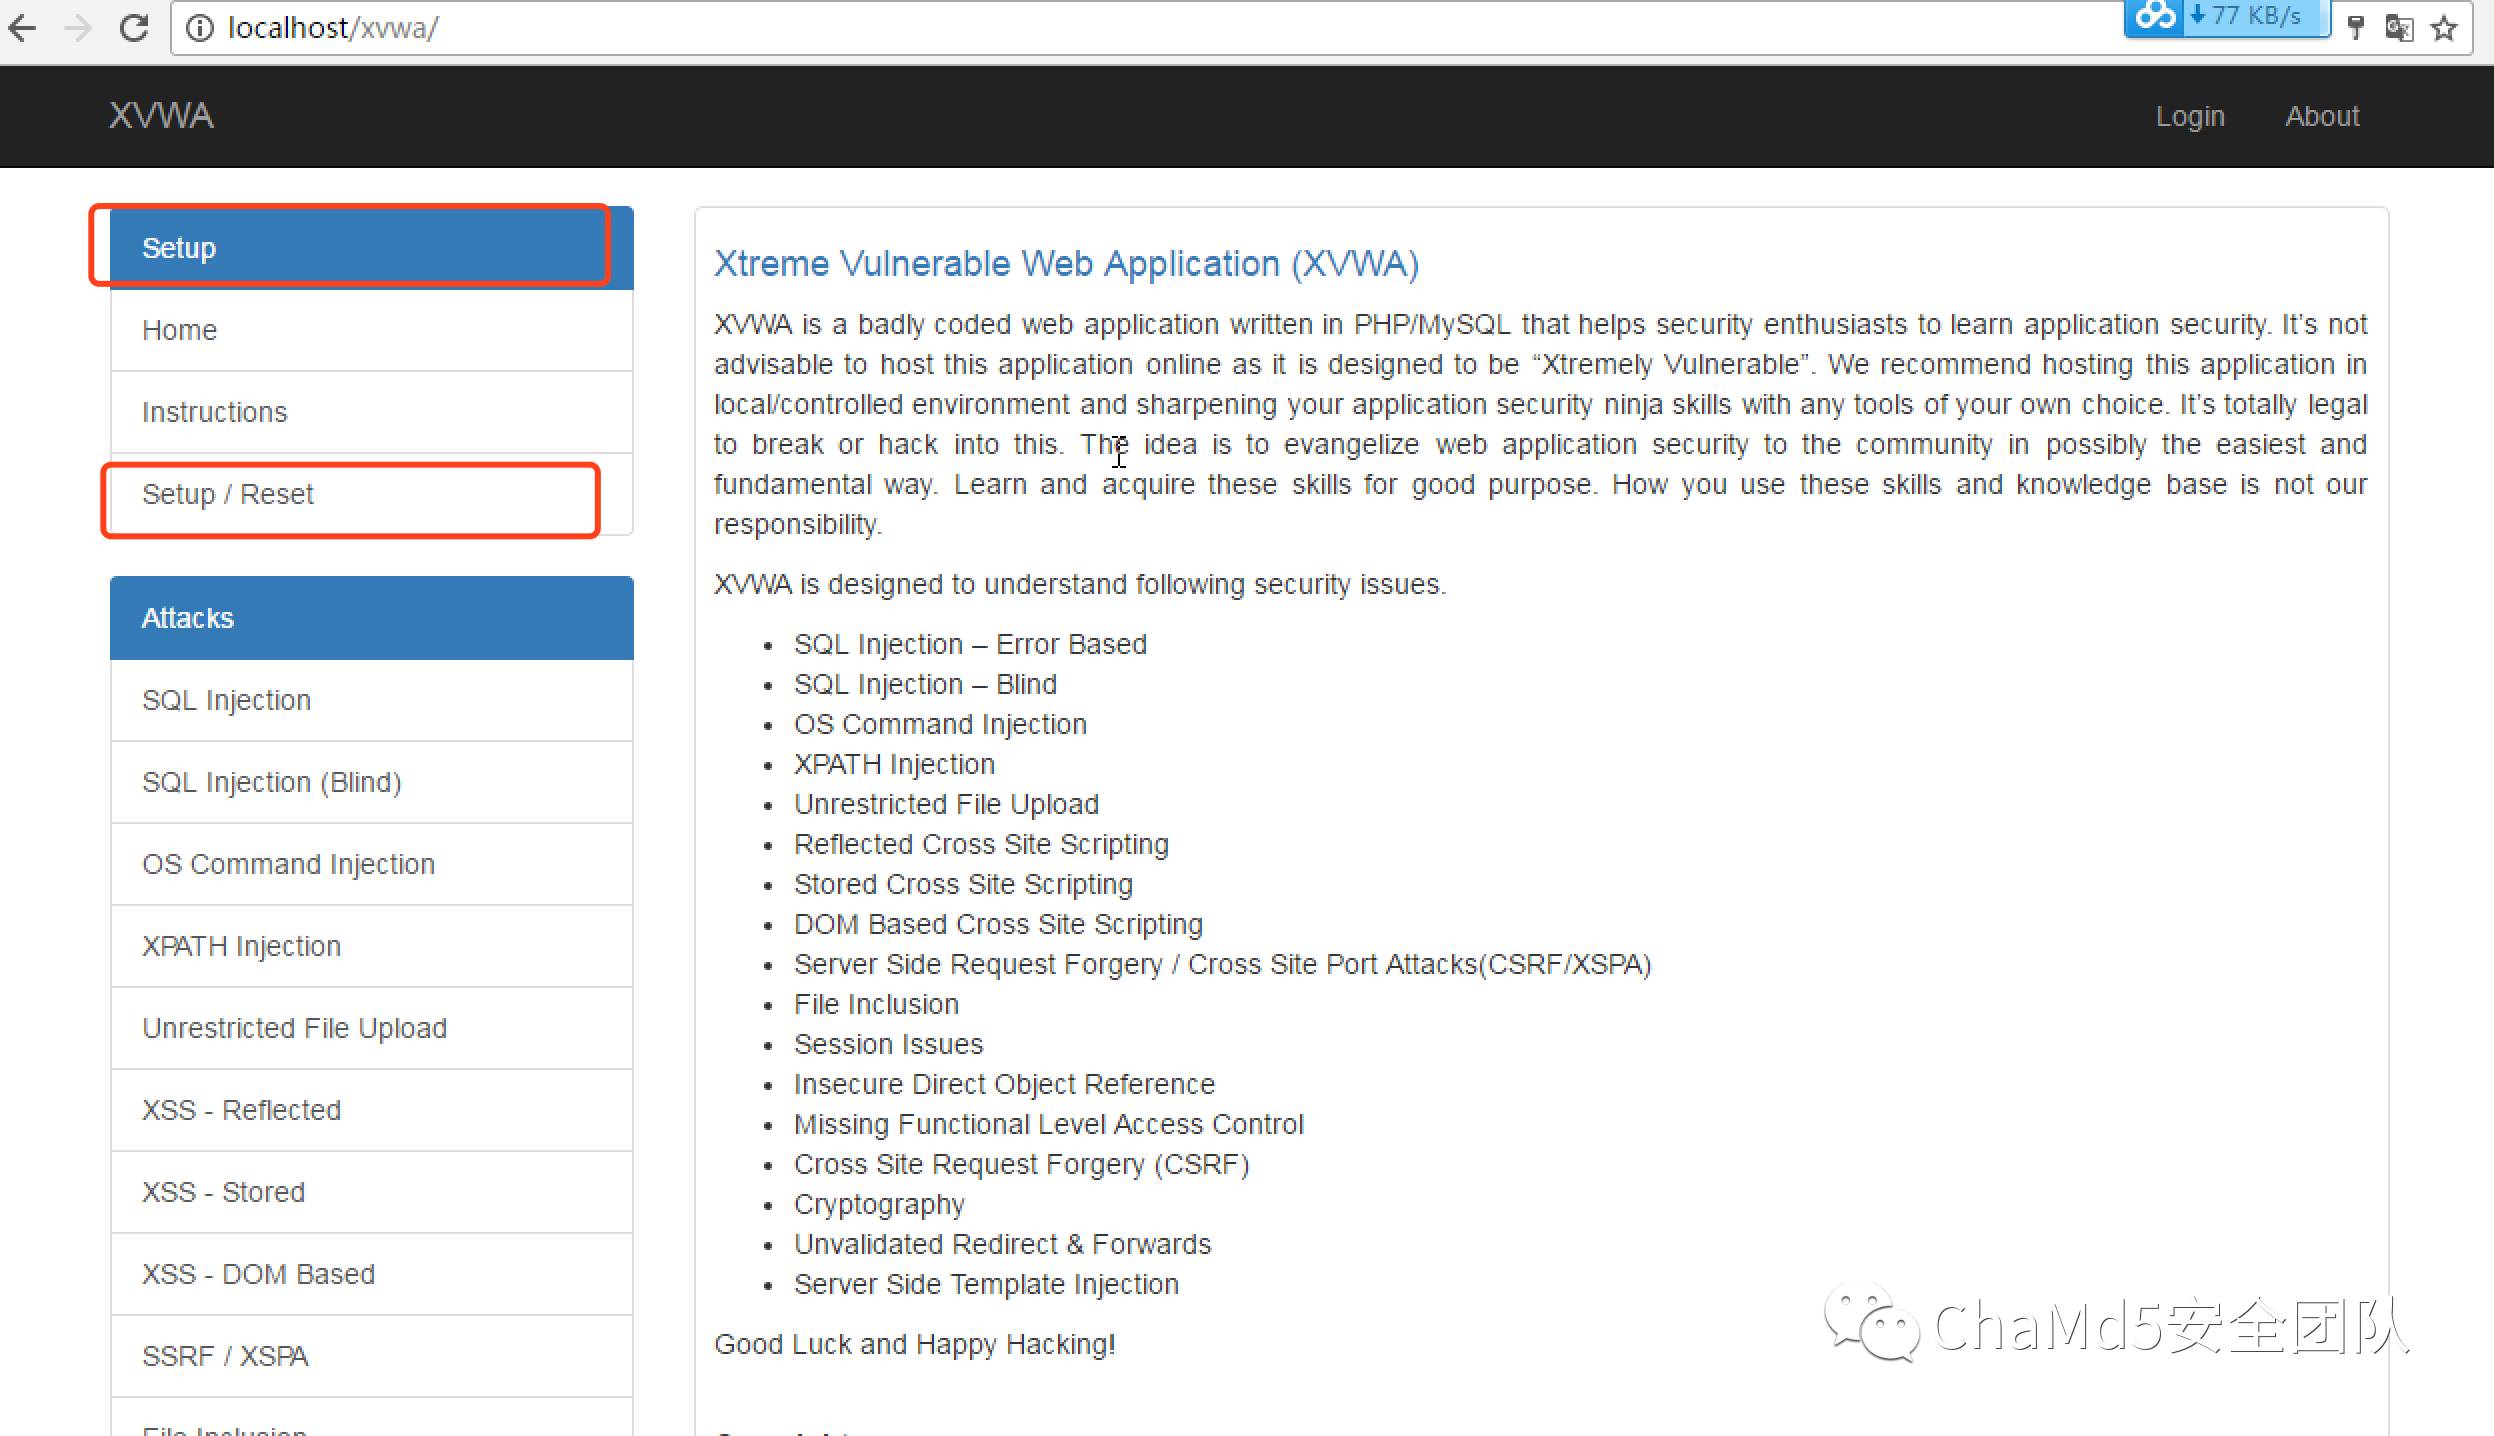 localhost/xvwa/
77 KB/s
XVWA
Login
About
Setup
Home
Instructions
Setup / Reset
Attacks
SQL Injection
SQL Injection (Blind)
OS Command Injection
XPATH Injection
Unrestricted File Upload
XSS - Reflected
XSS - Stored
XSS - DOM Based
SSRF / XSPA
File Inclusion
Xtreme Vulnerable Web Application (XVWA)
XVWA is a badly coded web application written in PHP/MySQL that helps security enthusiasts to learn application security. It’s not
advisable to host this application online as it is designed to be “Xtremely Vulnerable”. We recommend hosting this application in
local/controlled environment and sharpening your application security ninja skills with any tools of your own choice. It’s totally legal
to break or hack into this. The idea is to evangelize web application security to the community in possibly the easiest and
fundamental way. Learn and acquire these skills for good purpose. How you use these skills and knowledge base is not our
responsibility.
XVWA is designed to understand following security issues.
• SQL Injection – Error Based
• SQL Injection – Blind
• OS Command Injection
• XPATH Injection
• Unrestricted File Upload
• Reflected Cross Site Scripting
• Stored Cross Site Scripting
• DOM Based Cross Site Scripting
• Server Side Request Forgery / Cross Site Port Attacks(CSRF/XSPA)
• File Inclusion
• Session Issues
• Insecure Direct Object Reference
• Missing Functional Level Access Control
• Cross Site Request Forgery (CSRF)
• Cryptography
• Unvalidated Redirect & Forwards
• Server Side Template Injection
Good Luck and Happy Hacking!
ChaMd5安全团队